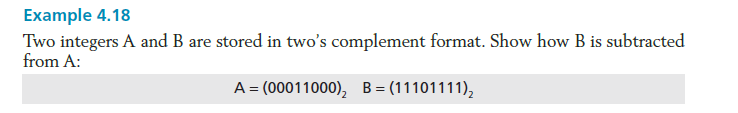 Example 4.18
Two integers A and B are stored in two’s complement format. Show how B is subtracted
from A:
A = (00011000)₂ B = (11101111)₂